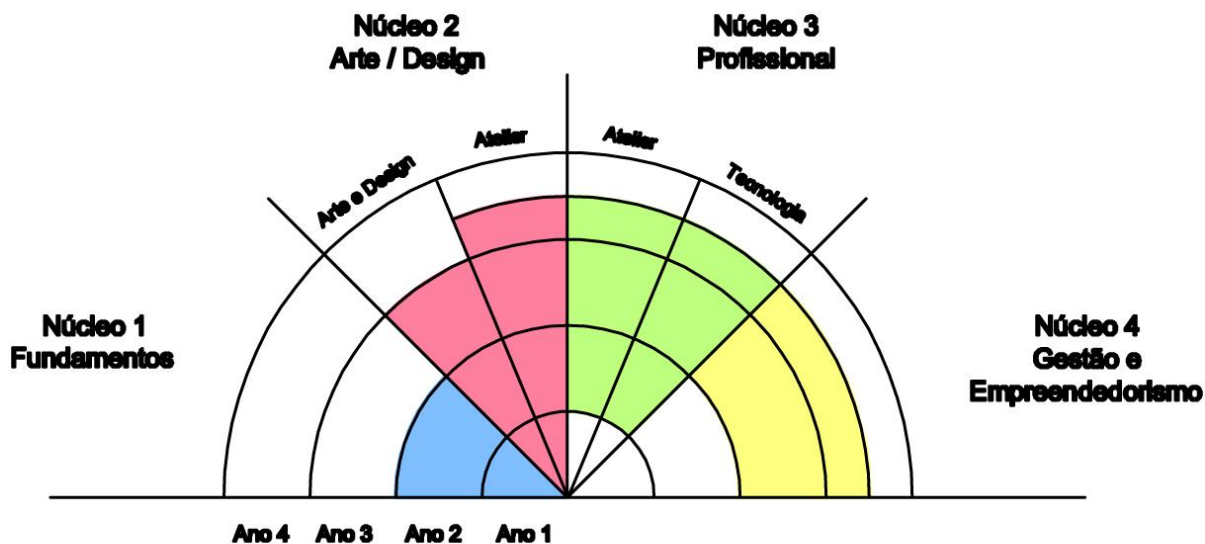 Núcleo 2
Arte / Design
Núcleo 3
Profissional
Arte e Design
Atelier
Atelier
Tecnologia
Núcleo 1
Fundamentos
Núcleo 4
Gestão e
Empreendedorismo
Ano 4
Ano 3
Ano 2
Ano 1